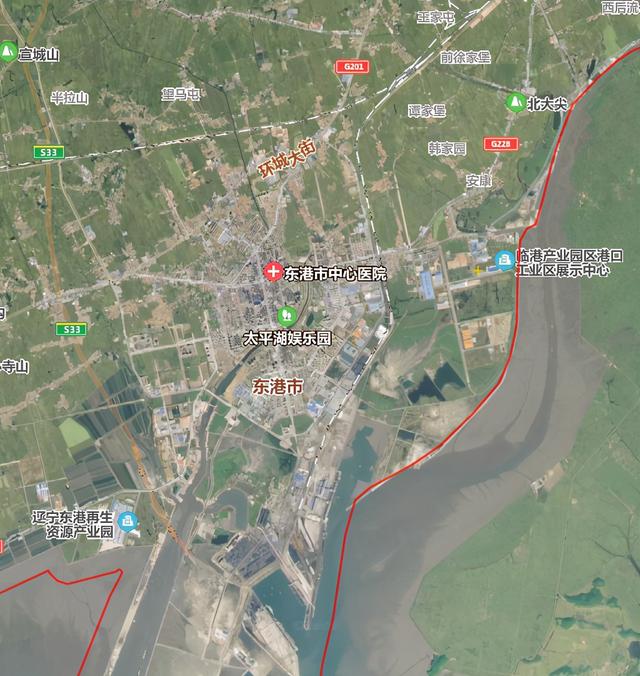 西后流
王家屯
宣城山
前徐家堡
G201
半拉山
望马屯
北大尖
谭家堡
环城大街
韩家园
G228
S33
安康
临港产业园区港口
工业区展示中心
东港市中心医院
S33
太平湖娱乐园
寺山
东港市
辽宁东港再生
资源产业园